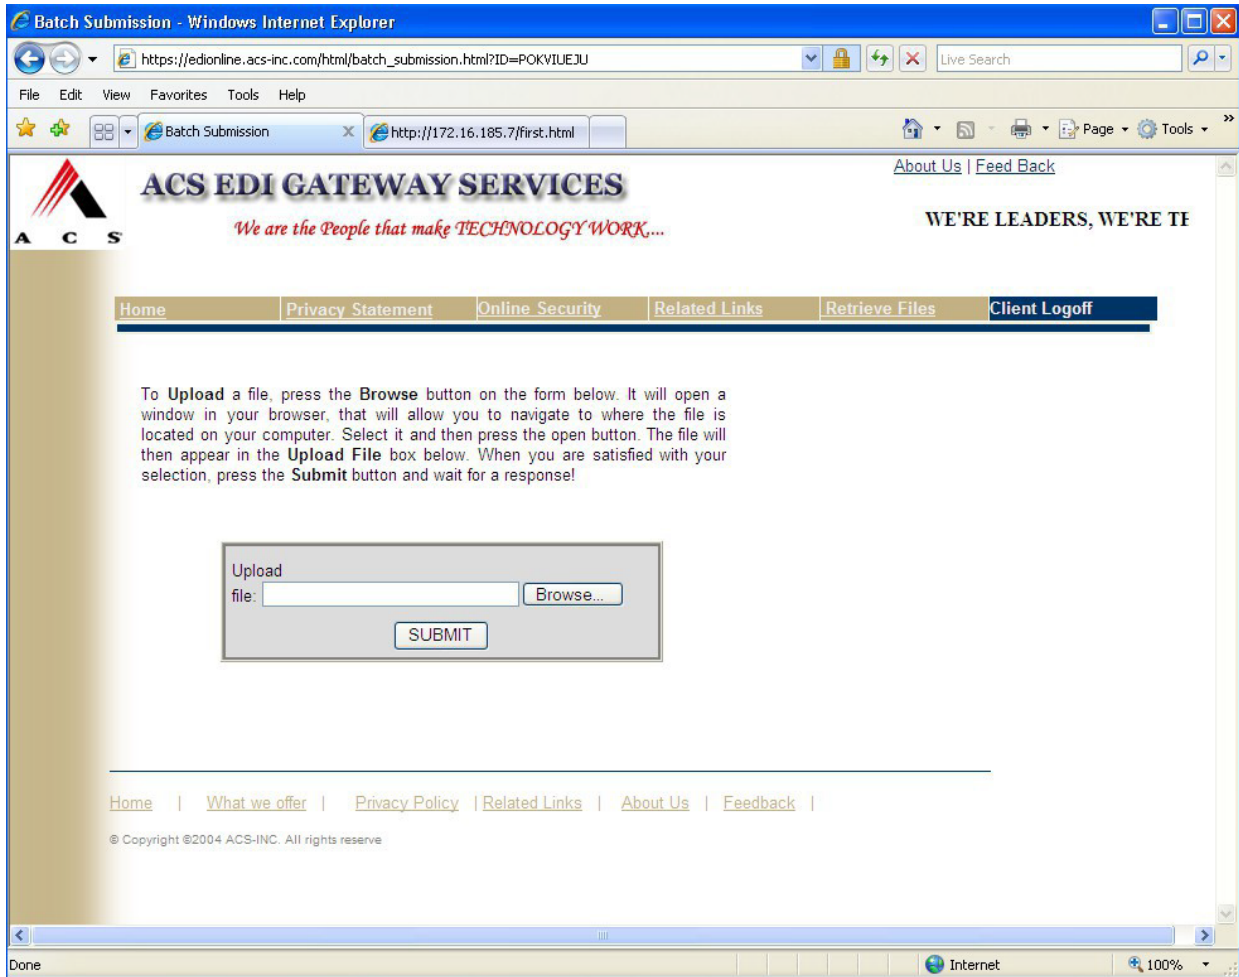 Batch Submission - Windows Internet Explorer
https://edionline.acs-inc.com/html/batch_submission.html?ID=POKVIUEJU
Live Search
File Edit View Favorites Tools Help
Batch Submission X http://172.16.185.7/first.html Page Tools »
ACS EDI GATEWAY SERVICES
About Us | Feed Back
We are the People that make TECHNOLOGY WORK....
WE'RE LEADERS, WE'RE TH
A C S
Home Privacy Statement Online Security Related Links Retrieve Files Client Logoff
To Upload a file, press the Browse button on the form below. It will open a
window in your browser, that will allow you to navigate to where the file is
located on your computer. Select it and then press the open button. The file will
then appear in the Upload File box below. When you are satisfied with your
selection, press the Submit button and wait for a response!
Upload
file: Browse...
SUBMIT
Home | What we offer | Privacy Policy | Related Links | About Us | Feedback |
© Copyright ©2004 ACS-INC. All rights reserve
Done Internet 100%